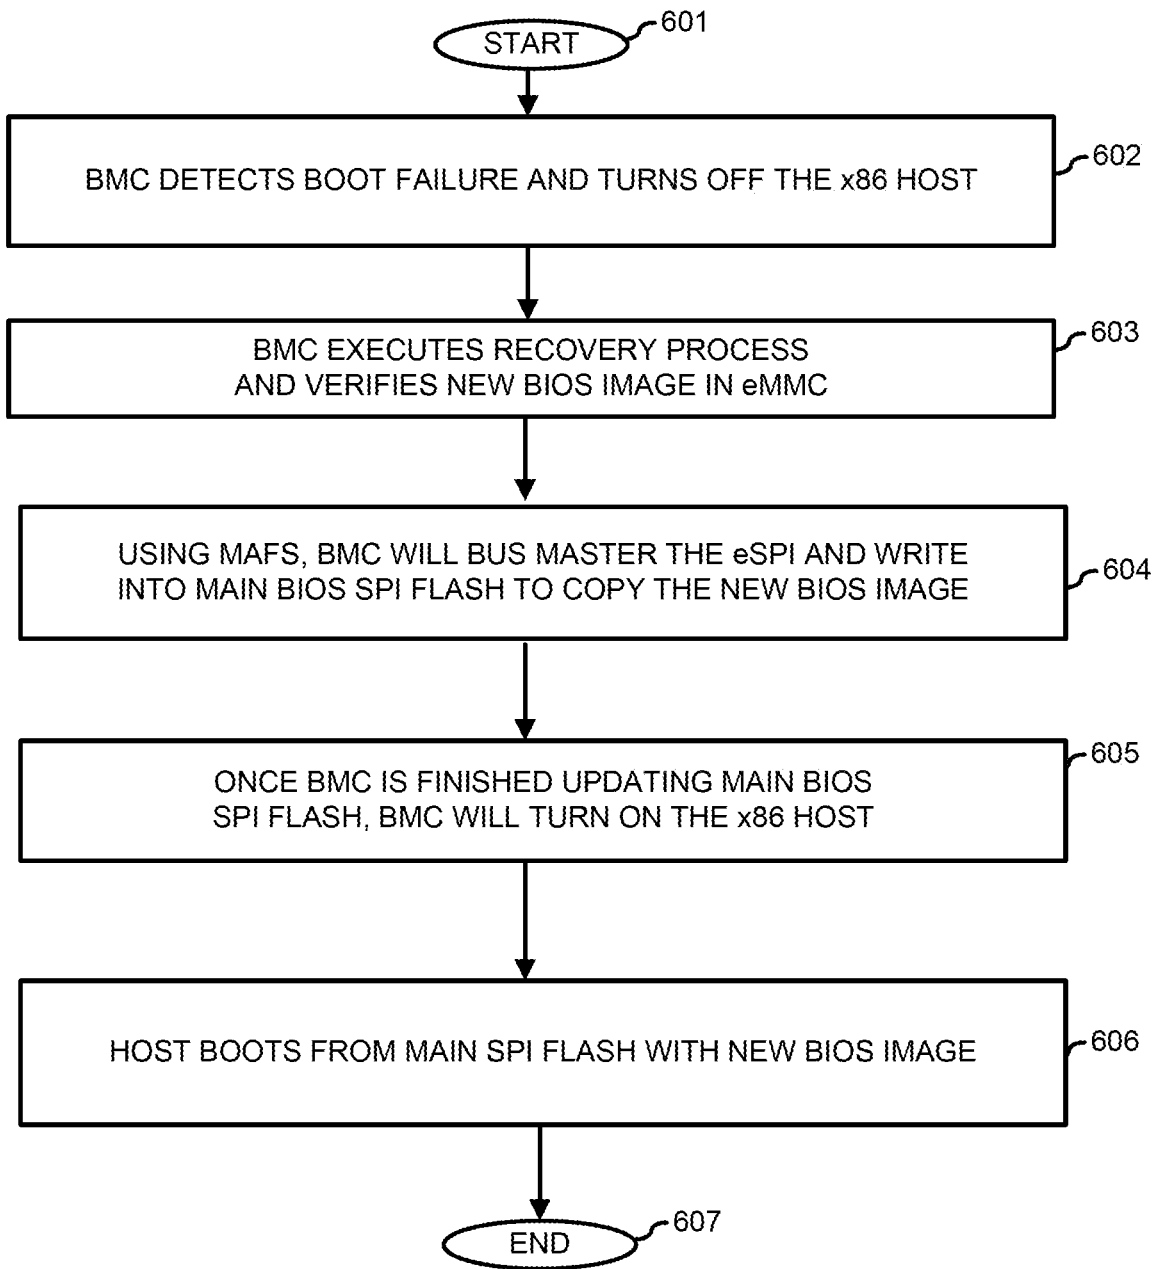 START
601
BMC DETECTS BOOT FAILURE AND TURNS OFF THE x86 HOST
602
BMC EXECUTES RECOVERY PROCESS
AND VERIFIES NEW BIOS IMAGE IN eMMC
603
USING MAFS, BMC WILL BUS MASTER THE eSPI AND WRITE
INTO MAIN BIOS SPI FLASH TO COPY THE NEW BIOS IMAGE
604
ONCE BMC IS FINISHED UPDATING MAIN BIOS
SPI FLASH, BMC WILL TURN ON THE x86 HOST
605
HOST BOOTS FROM MAIN SPI FLASH WITH NEW BIOS IMAGE
606
END
607